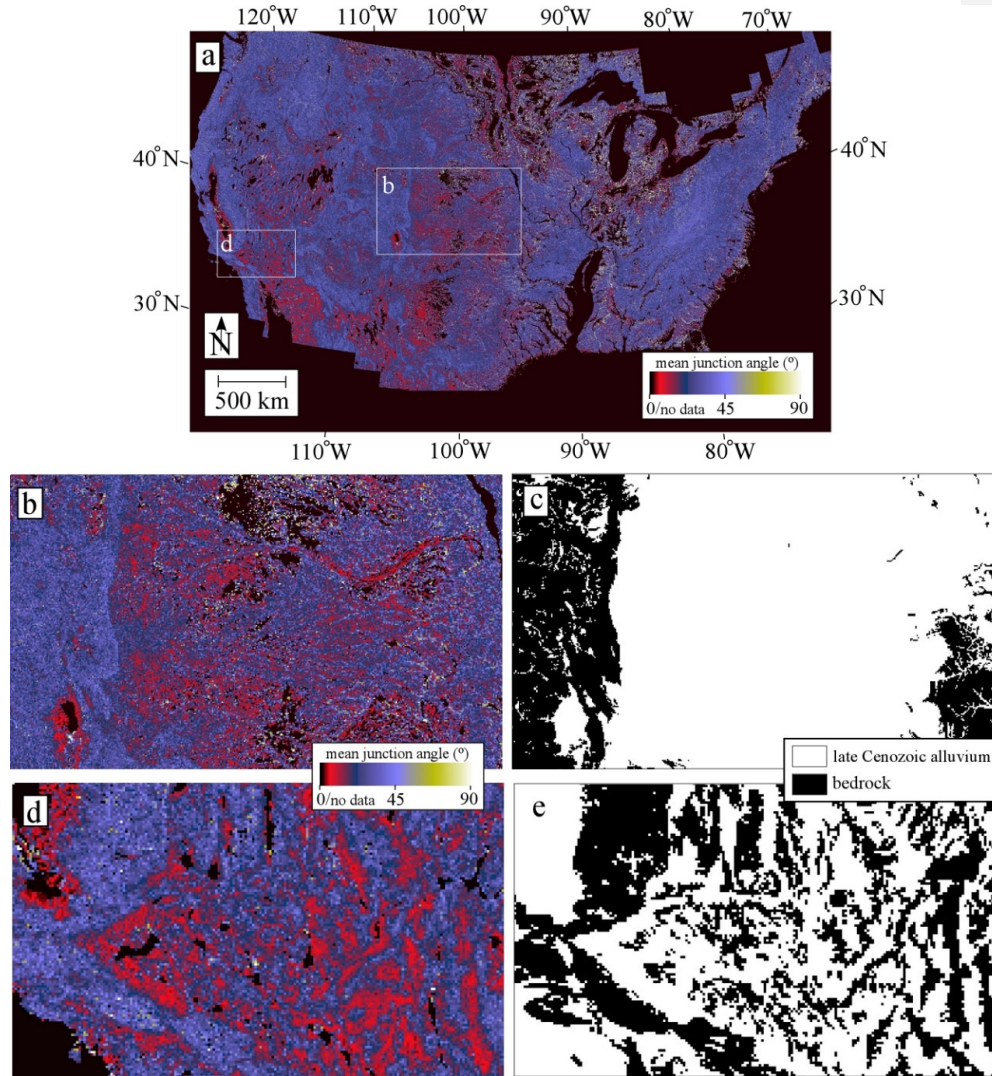 120°W 110°W 100°W 90°W 80°W 70°W
a
40°N
40°N
b
d
30°N
30°N
N
500 km
mean junction angle (º)
0/no data 45 90
110°W 100°W 90°W 80°W
b
c
mean junction angle (º)
0/no data 45 90
late Cenozoic alluvium
bedrock
d
e